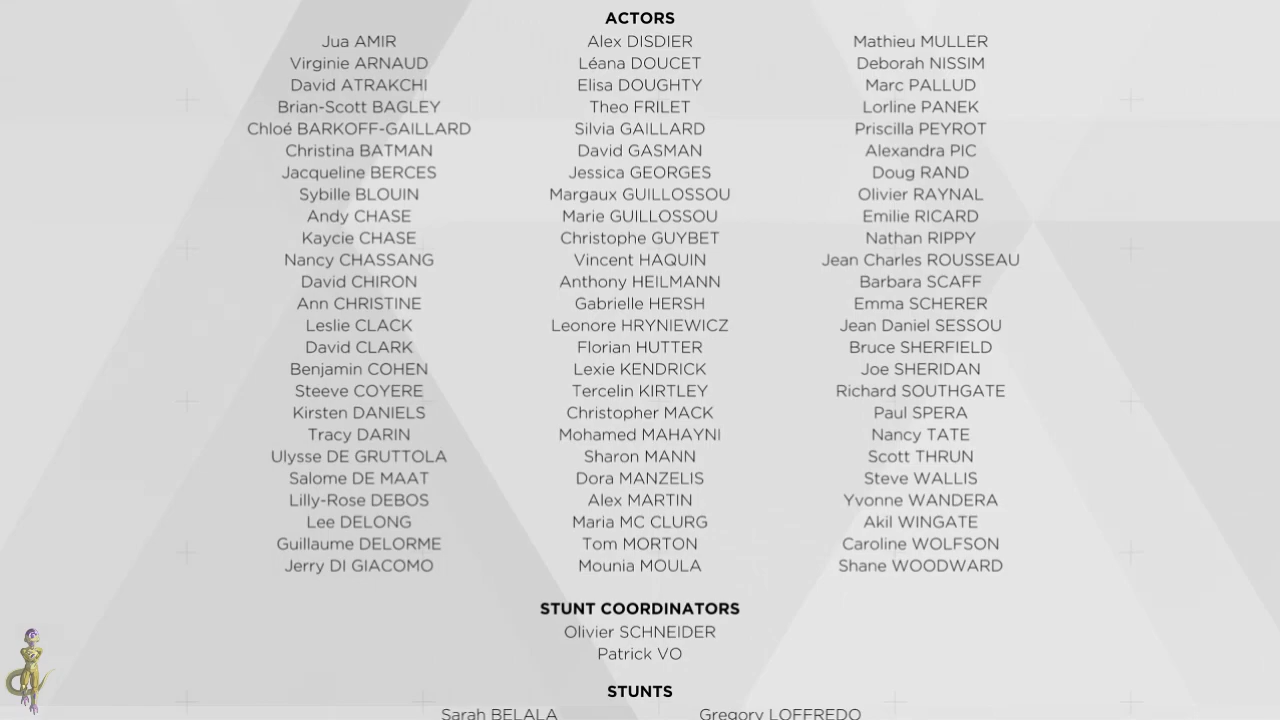 ACTORS
Jua AMIR
Virginie ARNAUD
David ATRAKCHI
Brian-Scott BAGLEY
Chloé BARKOFF-GAILLARD
Christina BATMAN
Jacqueline BERCES
Sybille BLOUIN
Andy CHASE
Kaycie CHASE
Nancy CHASSANG
David CHIRON
Ann CHRISTINE
Leslie CLACK
David CLARK
Benjamin COHEN
Steeve COYERE
Kirsten DANIELS
Tracy DARIN
Ulysse DE GRUTTOLA
Salome DE MAAT
Lilly-Rose DEBOS
Lee DELONG
Guillaume DELORME
Jerry DI GIACOMO
Alex DISDIER
Léana DOUCET
Elisa DOUGHTY
Theo FRILET
Silvia GAILLARD
David GASMAN
Jessica GEORGES
Margaux GUILLOSSOU
Marie GUILLOSSOU
Christophe GUYBET
Vincent HAQUIN
Anthony HEILMANN
Gabrielle HERSH
Leonore HRYNIEWICZ
Florian HUTTER
Lexie KENDRICK
Tercelin KIRTLEY
Christopher MACK
Mohamed MAHAYNI
Sharon MANN
Dora MANZELIS
Alex MARTIN
Maria MC CLURG
Tom MORTON
Mounia MOULA
Mathieu MULLER
Deborah NISSIM
Marc PALLUD
Lorline PANEK
Priscilla PEYROT
Alexandra PIC
Doug RAND
Olivier RAYNAL
Emilie RICARD
Nathan RIPPY
Jean Charles ROUSSEAU
Barbara SCAFF
Emma SCHERER
Jean Daniel SESSOU
Bruce SHERFIELD
Joe SHERIDAN
Richard SOUTHGATE
Paul SPERA
Nancy TATE
Scott THRUN
Steve WALLIS
Yvonne WANDERA
Akil WINGATE
Caroline WOLFSON
Shane WOODWARD
STUNT COORDINATORS
Olivier SCHNEIDER
Patrick VO
STUNTS
Sarah BELALA
Gregory LOFFREDO